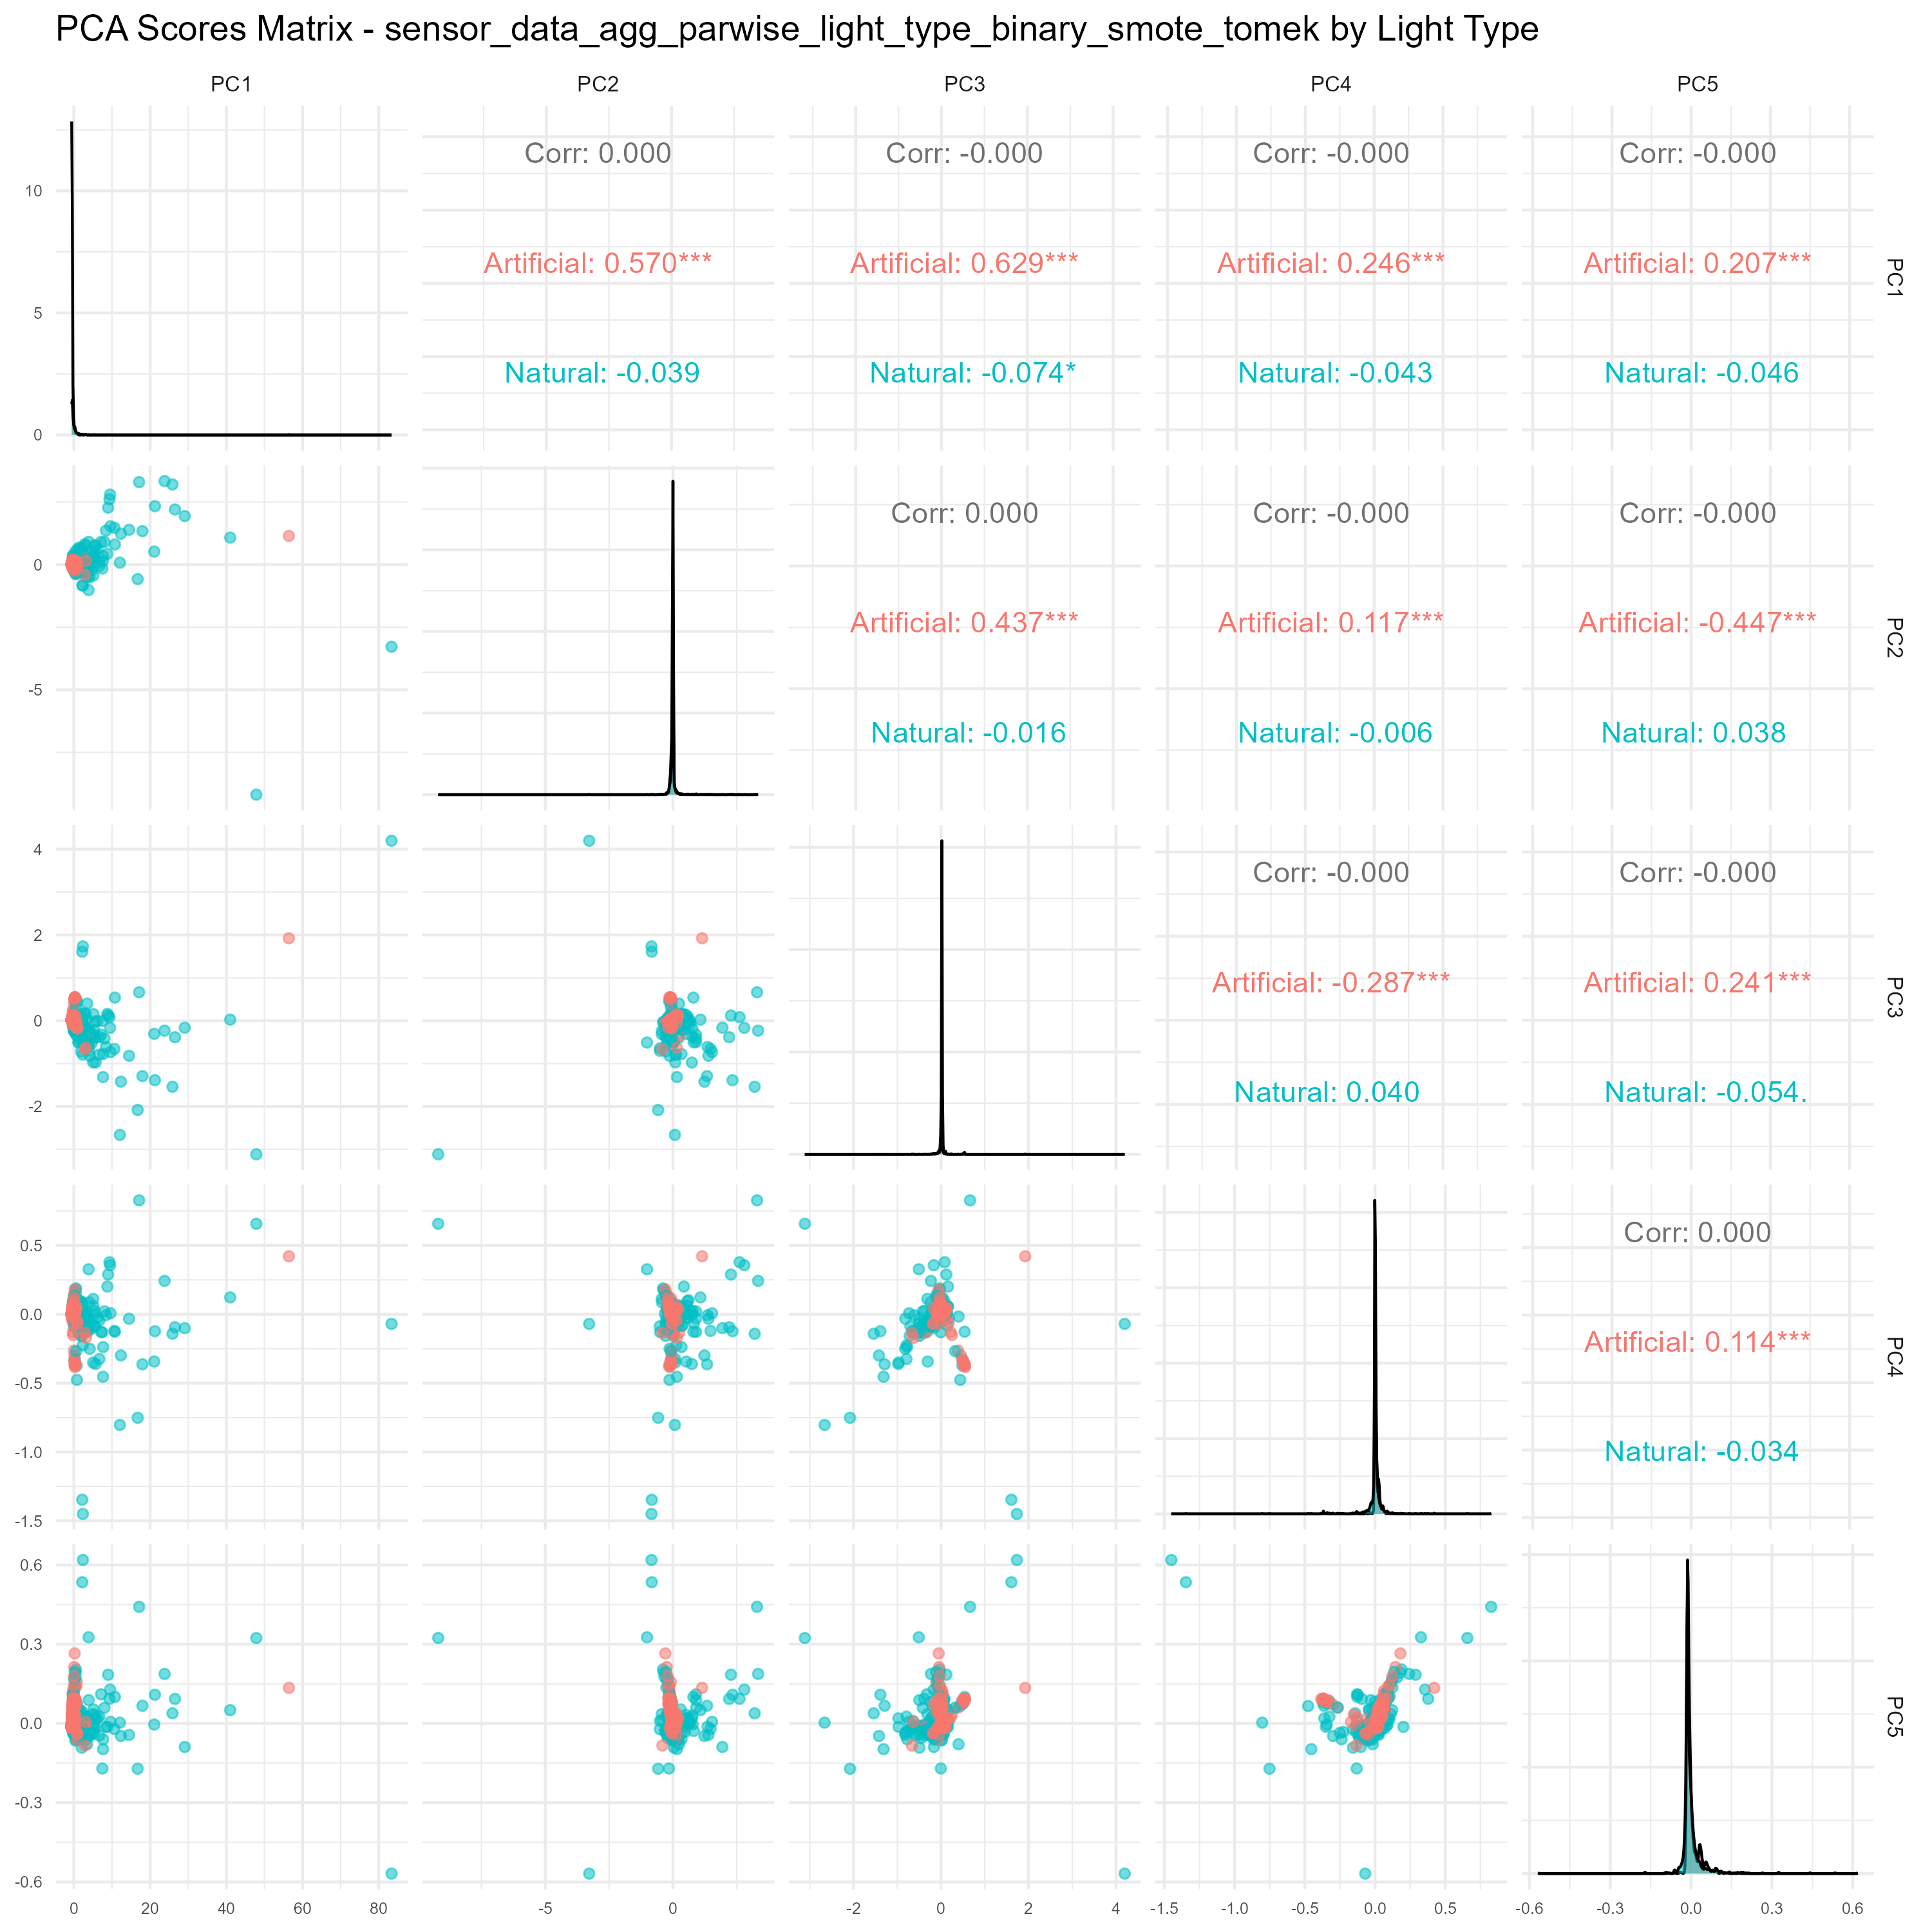 PCA Scores Matrix - sensor_data_agg_parwise_light_type_binary_smote_tomek by Light Type
PC1 PC2 PC3 PC4 PC5
10
5
0
Corr: 0.000
Artificial: 0.570***
Natural: -0.039
Corr: -0.000
Artificial: 0.629***
Natural: -0.074*
Corr: -0.000
Artificial: 0.246***
Natural: -0.043
Corr: -0.000
Artificial: 0.207***
Natural: -0.046
PC1
0
-5
Corr: 0.000
Artificial: 0.437***
Natural: -0.016
Corr: -0.000
Artificial: 0.117***
Natural: -0.006
Corr: -0.000
Artificial: -0.447***
Natural: 0.038
PC2
4
2
0
-2
Corr: -0.000
Artificial: -0.287***
Natural: 0.040
Corr: -0.000
Artificial: 0.241***
Natural: -0.054.
PC3
0.5
0.0
-0.5
-1.0
-1.5
Corr: 0.000
Artificial: 0.114***
Natural: -0.034
PC4
0.6
0.3
0.0
-0.3
-0.6
PC5
0 20 40 60 80 -5 0 -2 0 2 4 -1.5 -1.0 -0.5 0.0 0.5 -0.6 -0.3 0.0 0.3 0.6